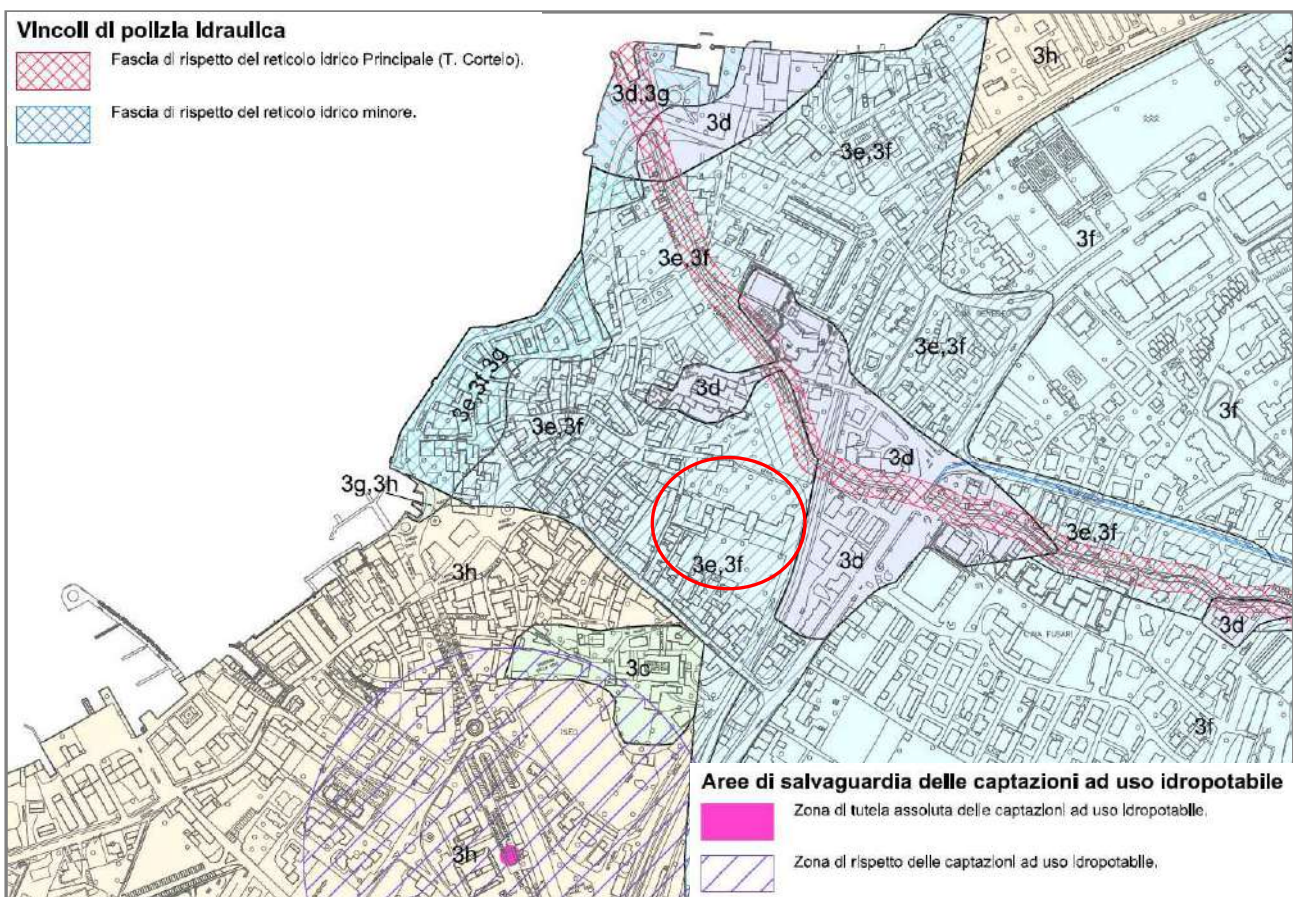 Vincoli di polizia idraulica
Fascia di rispetto del reticolo idrico Principale (T. Cortelo).
Fascia di rispetto del reticolo idrico minore.
3h
3d,3g
3d
3e,3f
3f
3e,3f
3e,3f
3e,3f,3g
3d
3e,3f
3f
3d
3g,3h
3e,3f
3e,3f
3d
3h
3d
3c
3f
3h
C.NA FUSARI
ISEO
Aree di salvaguardia delle captazioni ad uso idropotabile
Zona di tutela assoluta delle captazioni ad uso idropotabile.
Zona di rispetto delle captazioni ad uso idropotabile.